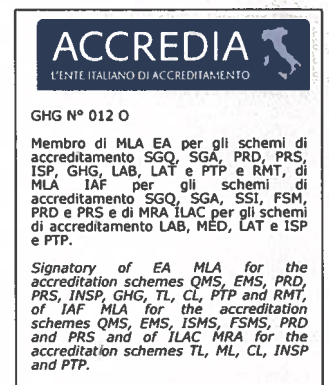 ACCREDIA
L'ENTE ITALIANO DI ACCREDITAMENTO
GHG N° 012 O
Membro di MLA EA per gli schemi di
accreditamento SGQ, SGA, PRD, PRS,
ISP, GHG, LAB, LAT e PTP e RMT, di
MLA IAF per gli schemi di
accreditamento SGQ, SGA, SSI, FSM,
PRD e PRS e di MRA ILAC per gli schemi
di accreditamento LAB, MED, LAT e ISP
e PTP.
Signatory of EA MLA for the
accreditation schemes QMS, EMS, PRD,
PRS, INSP, GHG, TL, CL, PTP and RMT,
of IAF MLA for the accreditation
schemes QMS, EMS, ISMS, FSMS, PRD
and PRS and of ILAC MRA for the
accreditation schemes TL, ML, CL, INSP
and PTP.